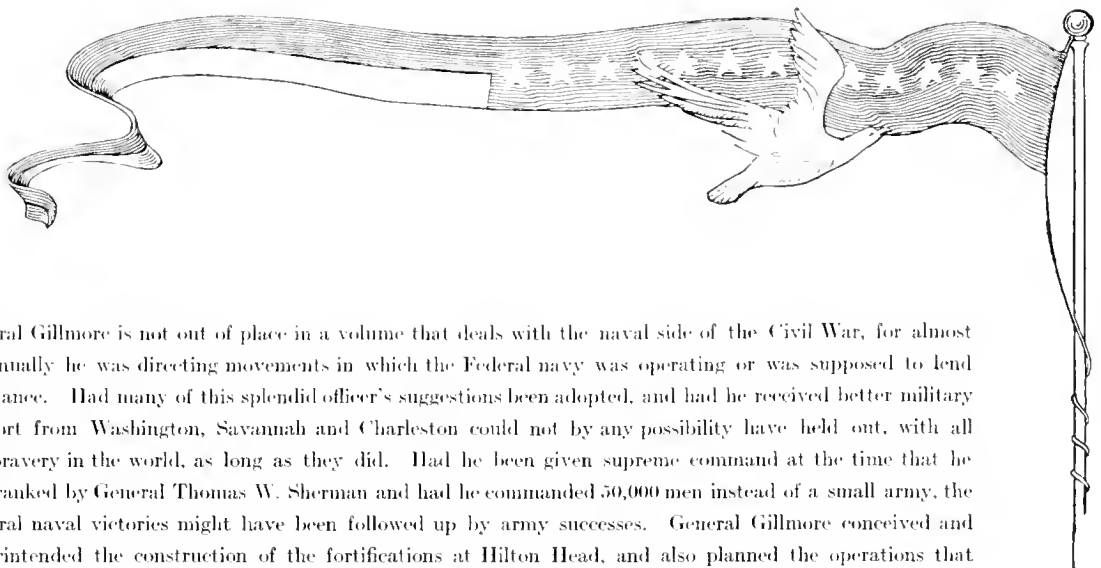 ral Gillmore is not out of place in a volume that deals with the naval side of the Civil War, for almost
nually he was directing movements in which the Federal navy was operating or was supposed to lend
ance. Had many of this splendid officer's suggestions been adopted, and had he received better military
ort from Washington, Savannah and Charleston could not by any possibility have held out, with all
bravery in the world, as long as they did. Had he been given supreme command at the time that he
ranked by General Thomas W. Sherman and had he commanded 50,000 men instead of a small army, the
ral naval victories might have been followed up by army successes. General Gillmore conceived and
rintended the construction of the fortifications at Hilton Head, and also planned the operations that